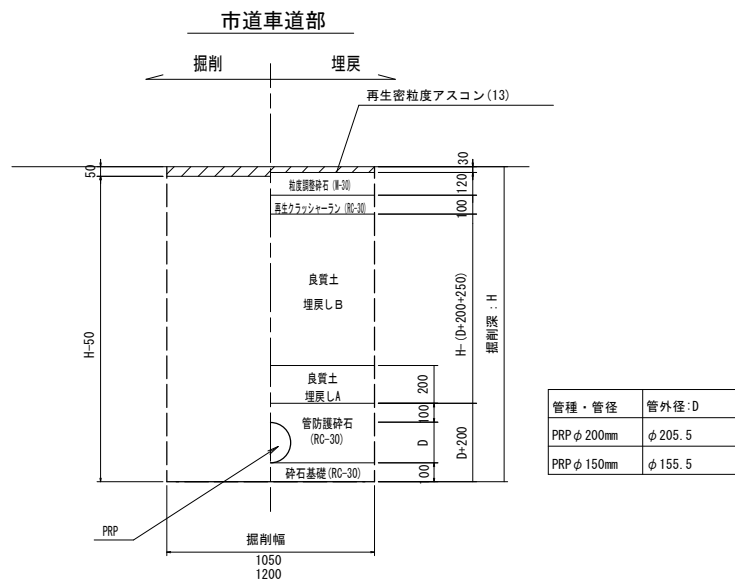 市道車道部
掘削
埋戻
再生密粒度アスコン(13)
50
30
粒度調整砕石(M-30)
120
再生クラッシャーラン(RC-30)
100
良質土
埋戻しB
H-50
H-(D+200+250)
掘削深:H
良質土
埋戻しA
200
管防護砕石
(RC-30)
100
D
D+200
砕石基礎(RC-30)
100
PRP
掘削幅
1050
1200
管種・管径 管外径:D
PRPφ200mm φ205.5
PRPφ150mm φ155.5